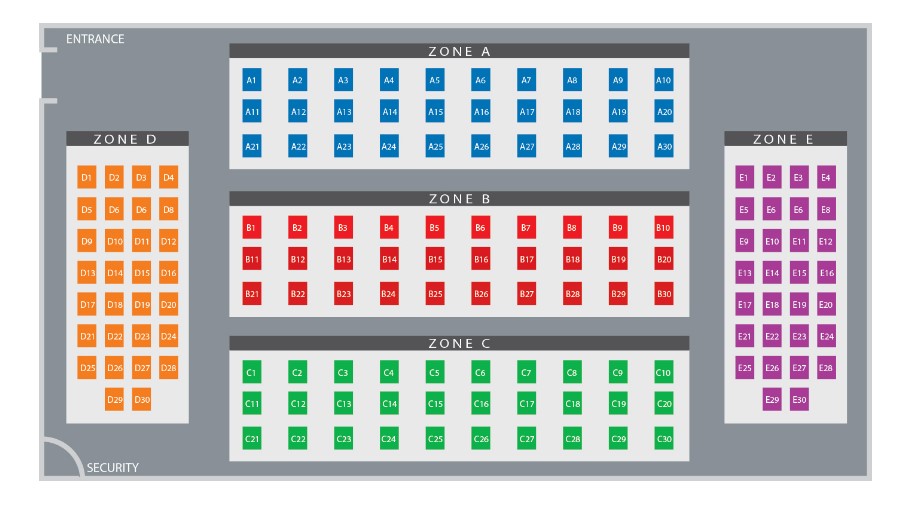 ENTRANCE
ZONE A
A1 A2 A3 A4 A5 A6 A7 A8 A9 A10
A11 A12 A13 A14 A15 A16 A17 A18 A19 A20
A21 A22 A23 A24 A25 A26 A27 A28 A29 A30
ZONE D
D1 D2 D3 D4
D5 D6 D6 D8
D9 D10 D11 D12
D13 D14 D15 D16
D17 D18 D19 D20
D21 D22 D23 D24
D25 D26 D27 D28
D29 D30
ZONE B
B1 B2 B3 B4 B5 B6 B7 B8 B9 B10
B11 B12 B13 B14 B15 B16 B17 B18 B19 B20
B21 B22 B23 B24 B25 B26 B27 B28 B29 B30
ZONE E
E1 E2 E3 E4
E5 E6 E6 E8
E9 E10 E11 E12
E13 E14 E15 E16
E17 E18 E19 E20
E21 E22 E23 E24
E25 E26 E27 E28
E29 E30
ZONE C
C1 C2 C3 C4 C5 C6 C7 C8 C9 C10
C11 C12 C13 C14 C15 C16 C17 C18 C19 C20
C21 C22 C23 C24 C25 C26 C27 C28 C29 C30
SECURITY